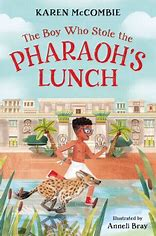 KAREN McCOMBIE
The Boy Who Stole the
PHARAOH'S
LUNCH
Illustrated by
Anneli Bray